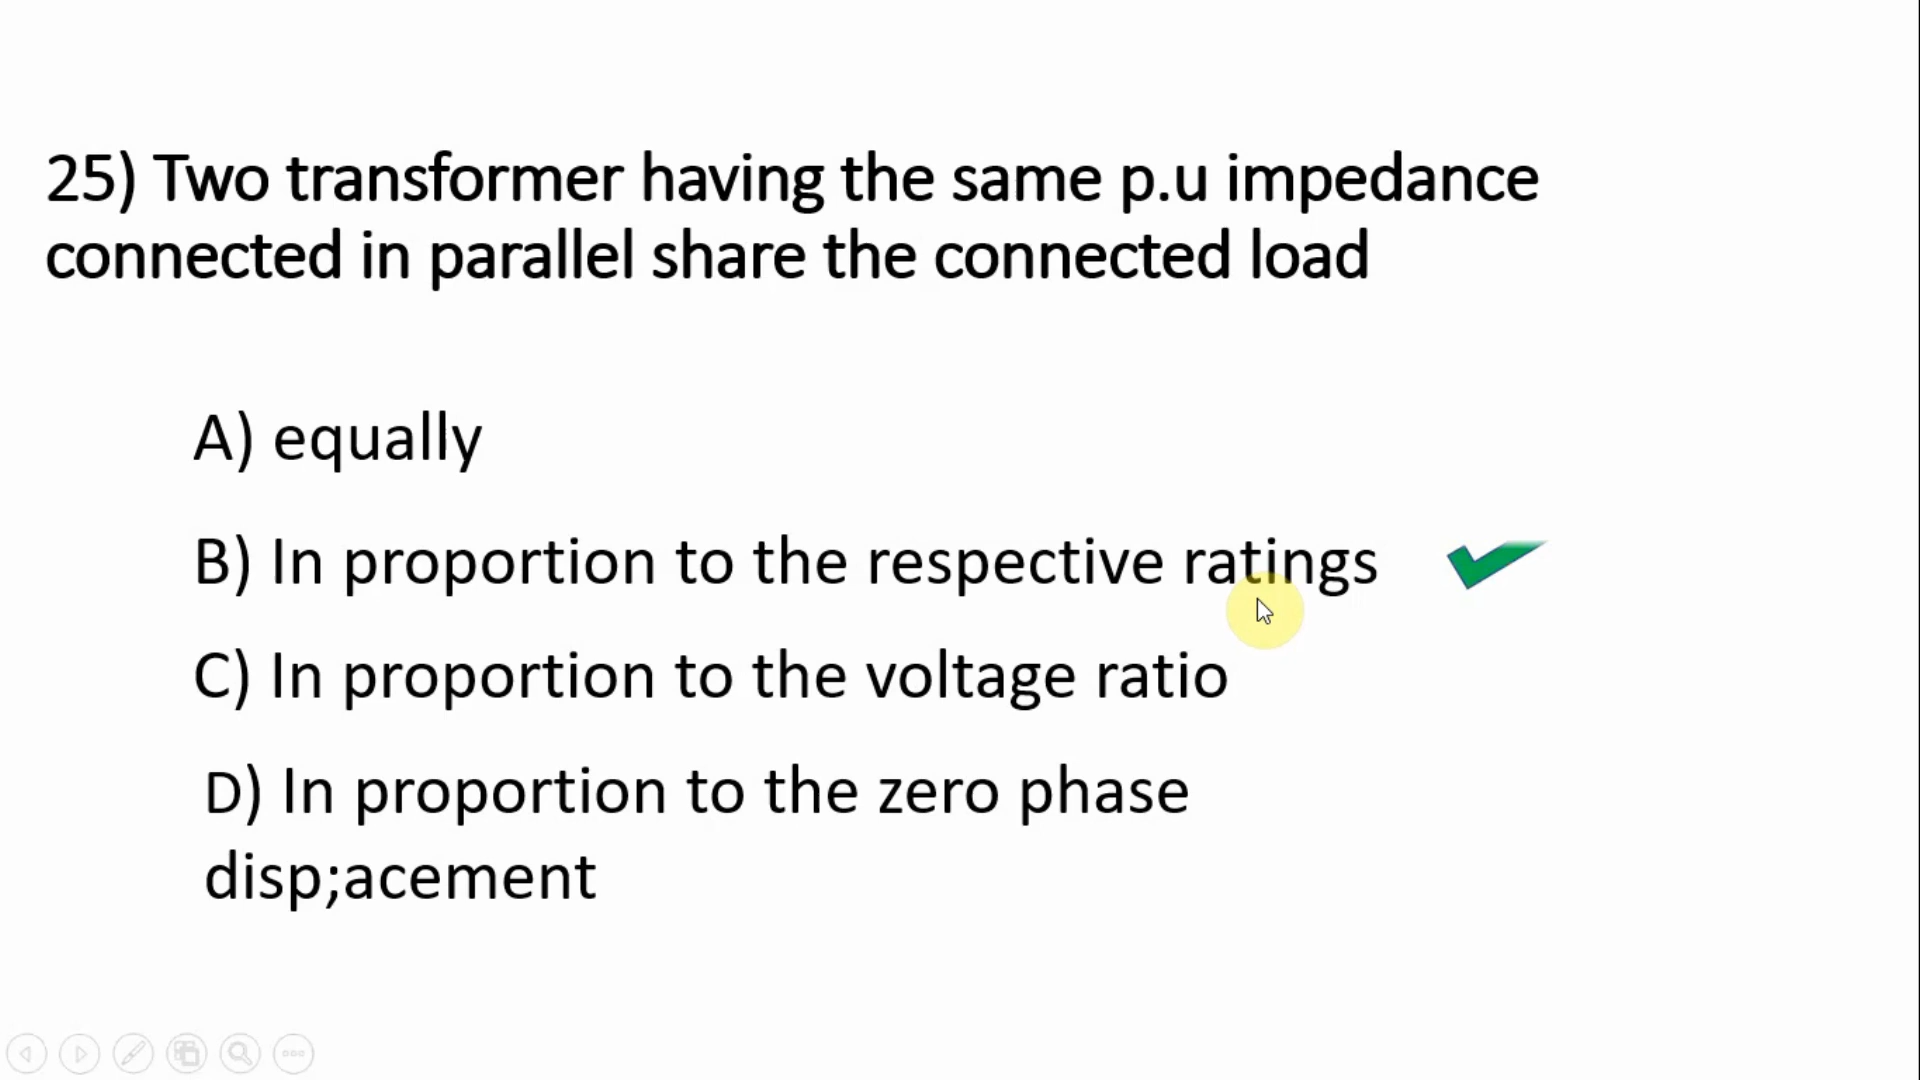 25) Two transformer having the same p.u impedance
connected in parallel share the connected load
A) equally
B) In proportion to the respective ratings
C) In proportion to the voltage ratio
D) In proportion to the zero phase
disp;acement